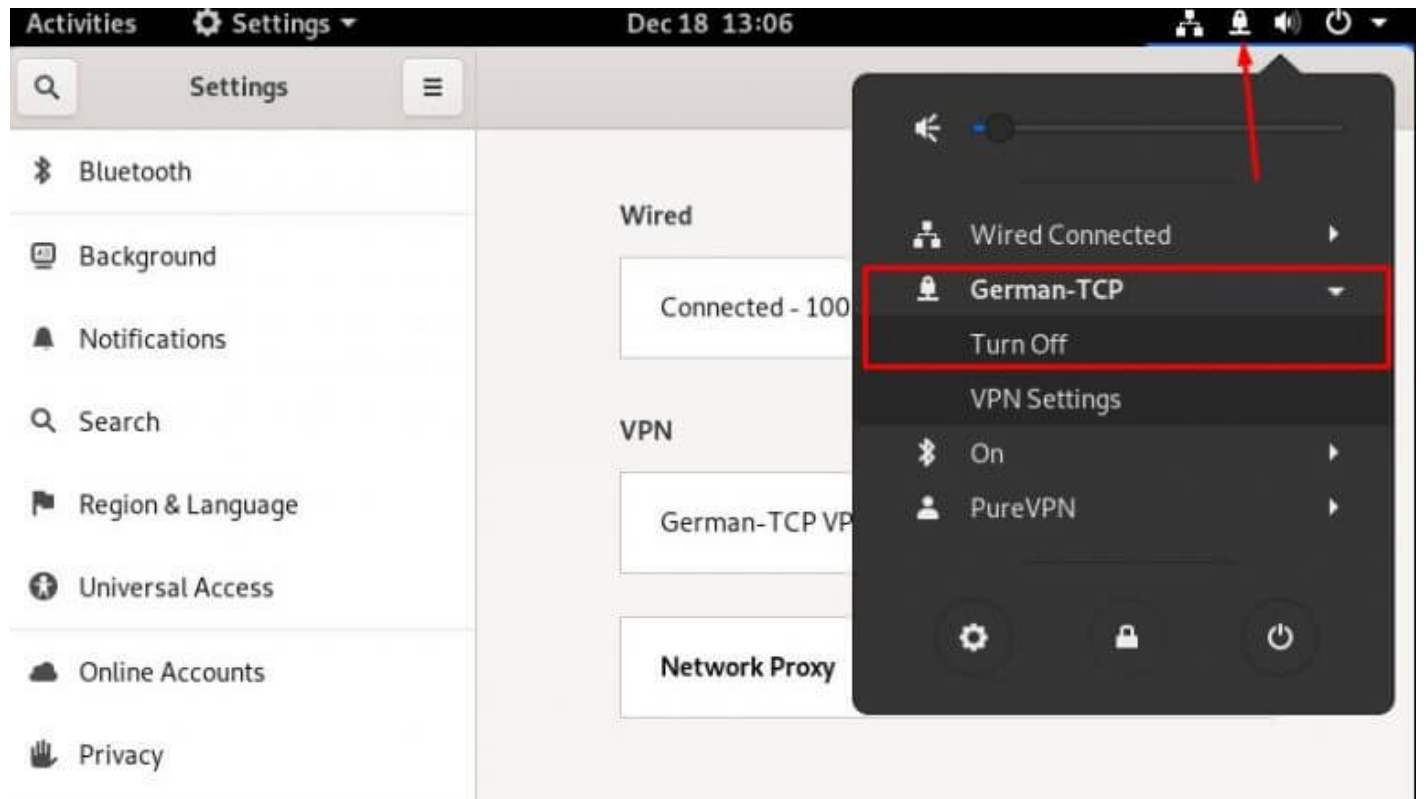 Activities Settings Dec 18 13:06
Settings
Bluetooth
Background
Notifications
Search
Region & Language
Universal Access
Online Accounts
Privacy
Wired
Connected - 100
VPN
German-TCP VP
Network Proxy
Wired Connected
German-TCP
Turn Off
VPN Settings
On
PureVPN